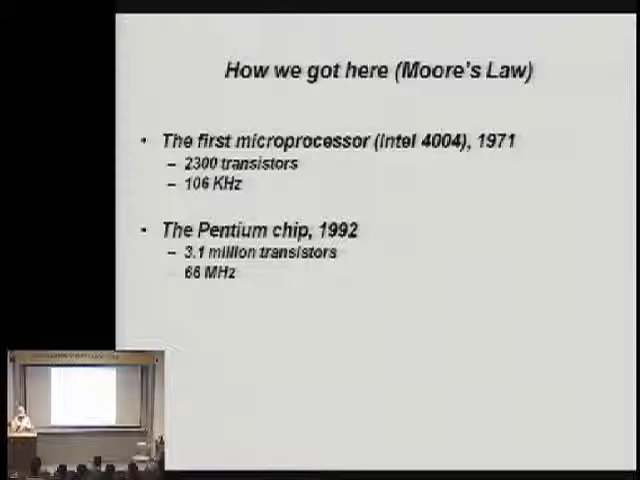 How we got here (Moore's Law)
• The first microprocessor (Intel 4004), 1971
– 2300 transistors
– 106 KHz
• The Pentium chip, 1992
– 3.1 million transistors
66 MHz